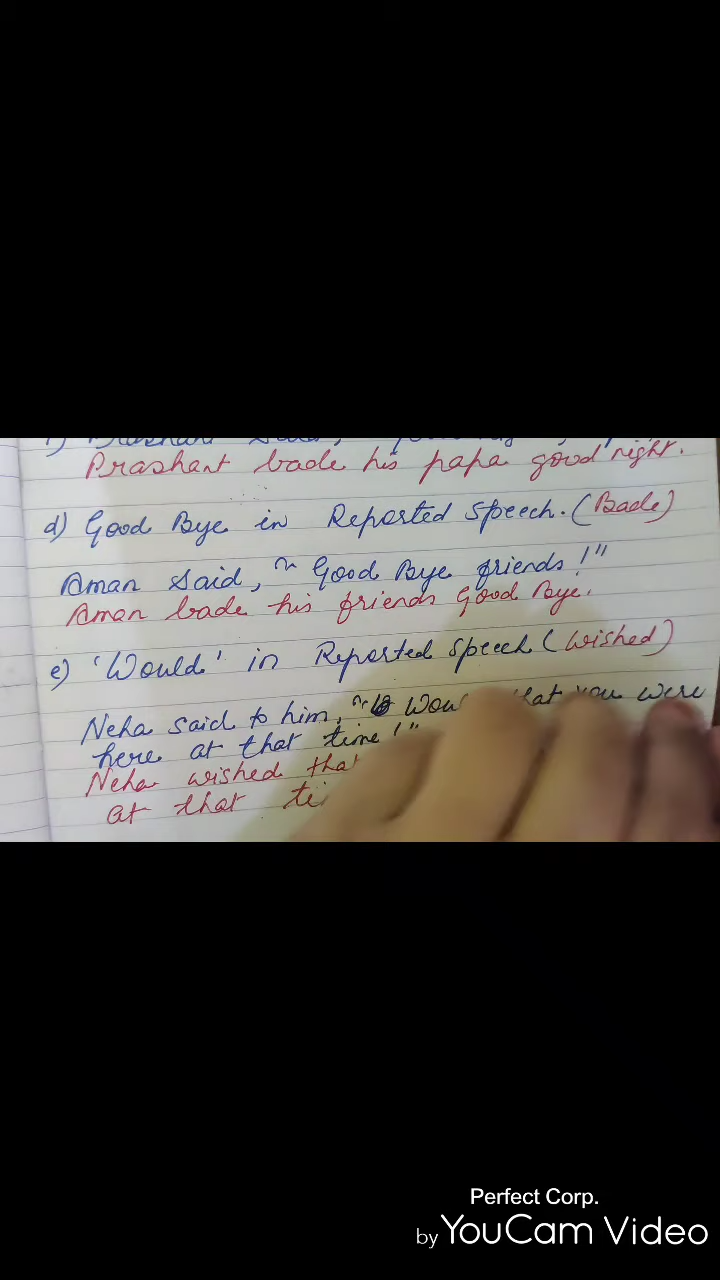 Prashant bade his papa good night.
d) Good Bye in Reported Speech. (Bade)
Aman said, "Good Bye friends!"
Aman bade his friends Good Bye.
e) 'Would' in Reported Speech (wished)
Neha said to him, " you were
here at that time!"
Neha wished
at that
Perfect Corp.
by YouCam Video